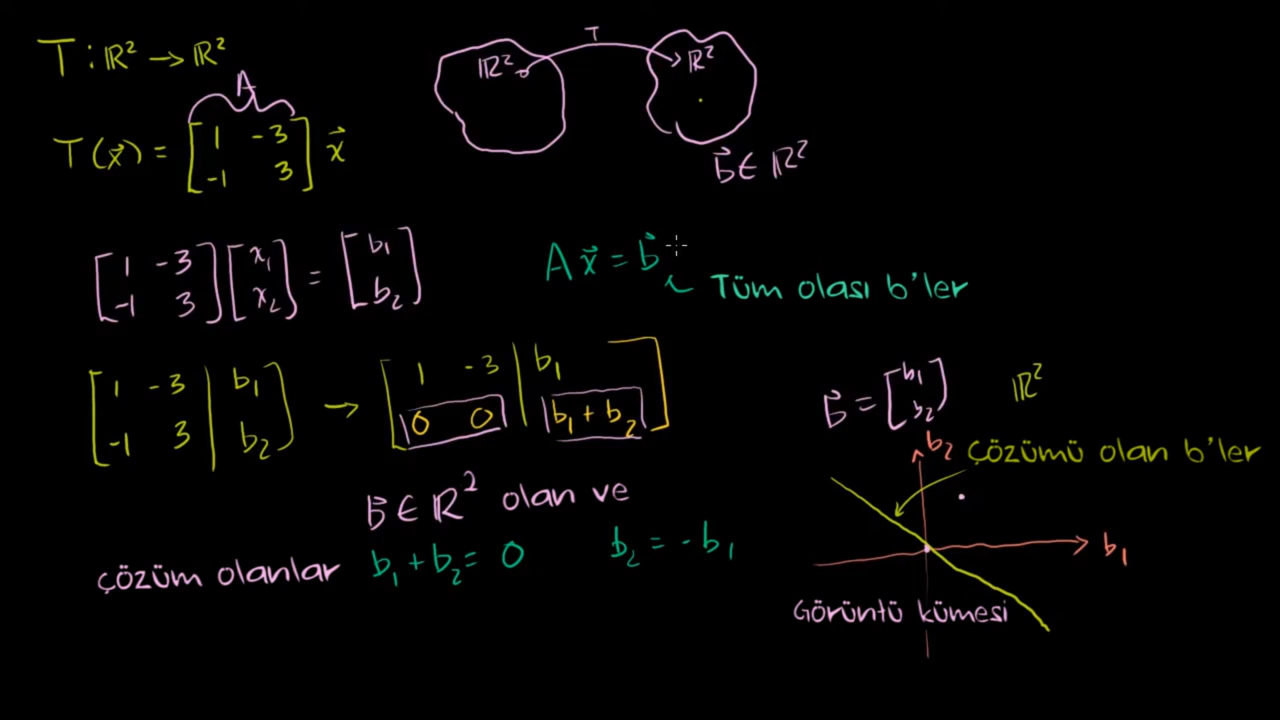 T : ℝ² → ℝ²
A
T(x⃗) = [1 -3; -1 3] x⃗
ℝ² T ℝ²
b⃗ ∈ ℝ²
[1 -3; -1 3] [x₁; x₂] = [b₁; b₂]
A x⃗ = b⃗
Tüm olası b'ler
[1 -3 | b₁; -1 3 | b₂] → [1 -3 | b₁; 0 0 | b₁ + b₂]
b⃗ = [b₁; b₂] ℝ²
b₂ çözümü olan b'ler
b⃗ ∈ ℝ² olan ve
çözüm olanlar b₁ + b₂ = 0 b₂ = -b₁
b₁
Görüntü kümesi